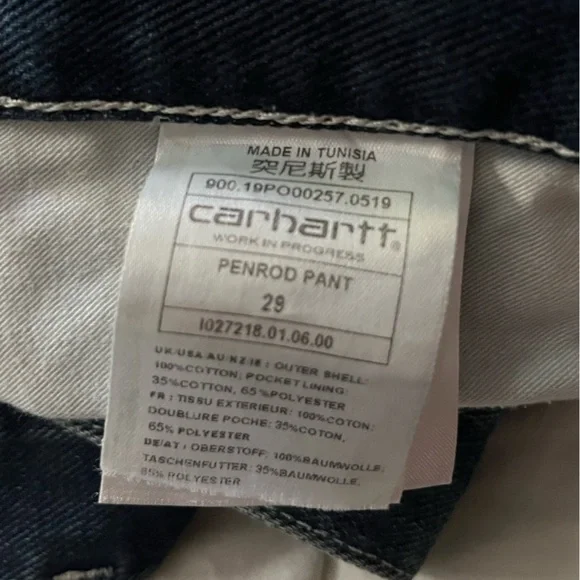 MADE IN TUNISIA
突尼斯製
900.19PO00257.0519
carhartt®
WORK IN PROGRESS
PENROD PANT
29
I027218.01.06.00
UK/USA AU·NZ·IE : OUTER SHELL:
100%COTTON; POCKET LINING:
35%COTTON, 65%POLYESTER
FR : TISSU EXTERIEUR: 100%COTON;
DOUBLURE POCHE: 35%COTON,
65% POLYESTER
DE/AT : OBERSTOFF: 100%BAUMWOLLE;
TASCHENFUTTER: 35%BAUMWOLLE,
65% POLYESTER